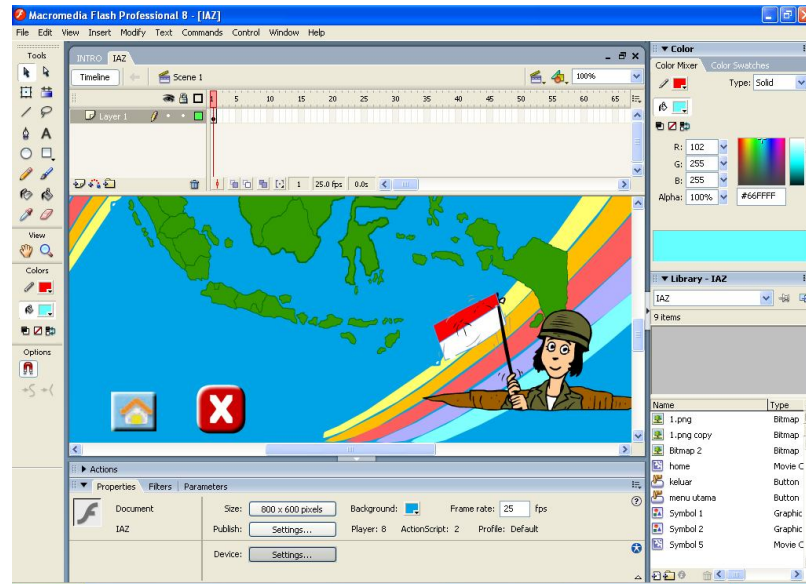 Macromedia Flash Professional 8 - [IAZ]
File Edit View Insert Modify Text Commands Control Window Help
Tools
View
Colors
Options
INTRO IAZ
Timeline Scene 1 100%
1 5 10 15 20 25 30 35 40 45 50 55 60 65
Layer 1
1 25.0 fps 0.0s
Actions
Properties Filters Parameters
Document Size: 800 x 600 pixels Background: Frame rate: 25 fps
IAZ Publish: Settings... Player: 8 ActionScript: 2 Profile: Default
Device: Settings...
Color
Color Mixer Color Swatches
Type: Solid
R: 102
G: 255
B: 255
Alpha: 100% #66FFFF
Library - IAZ
IAZ
9 items
Name Type
1.png Bitmap
1.png copy Bitmap
Bitmap 2 Bitmap
home Movie C
keluar Button
menu utama Button
Symbol 1 Graphic
Symbol 2 Graphic
Symbol 5 Movie C